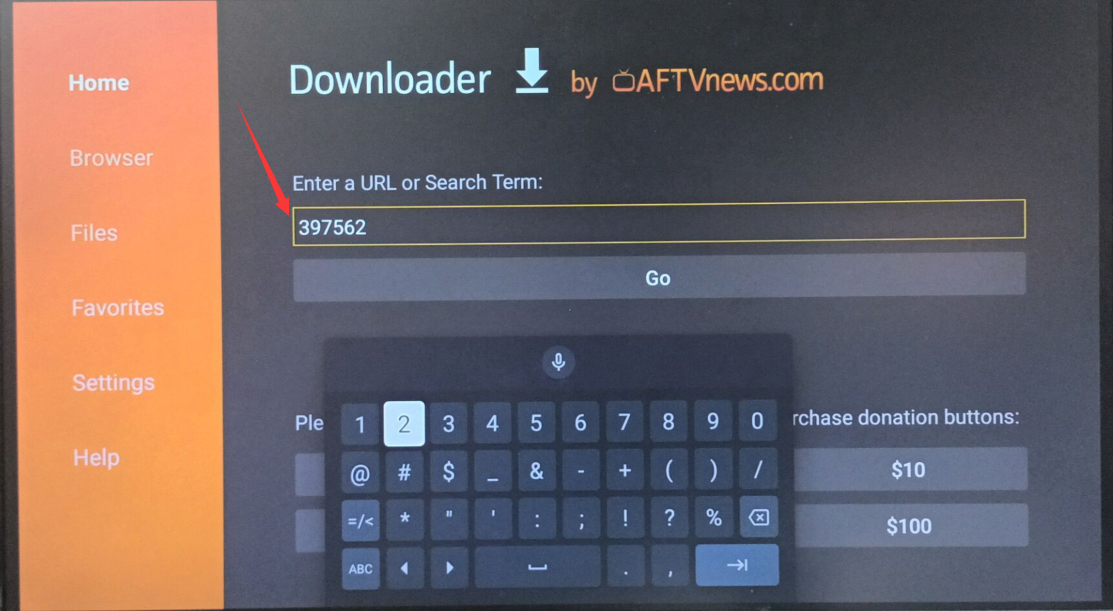 Home
Browser
Files
Favorites
Settings
Help
Downloader by AFTVnews.com
Enter a URL or Search Term:
397562
Go
Ple
rchase donation buttons:
$10
$100
1 2 3 4 5 6 7 8 9 0
@ # $ _ & - + ( ) /
=/< * " ' : ; ! ? %
ABC . ,